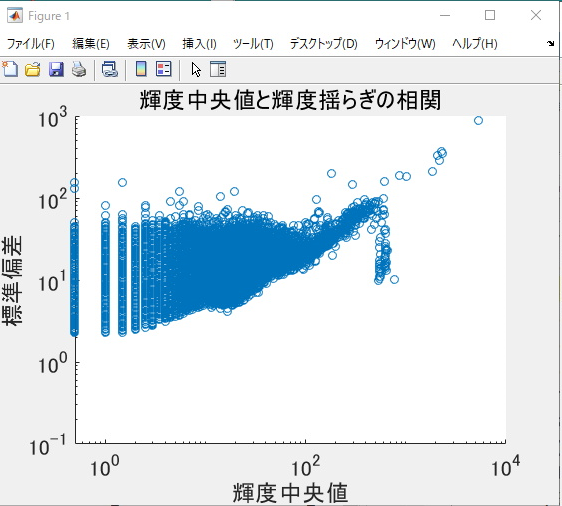 Figure 1
ファイル(F) 編集(E) 表示(V) 挿入(I) ツール(T) デスクトップ(D) ウィンドウ(W) ヘルプ(H)
輝度中央値と輝度揺らぎの相関
10^3
10^2
10^1
10^0
10^-1
標準偏差
10^0 10^2 10^4
輝度中央値